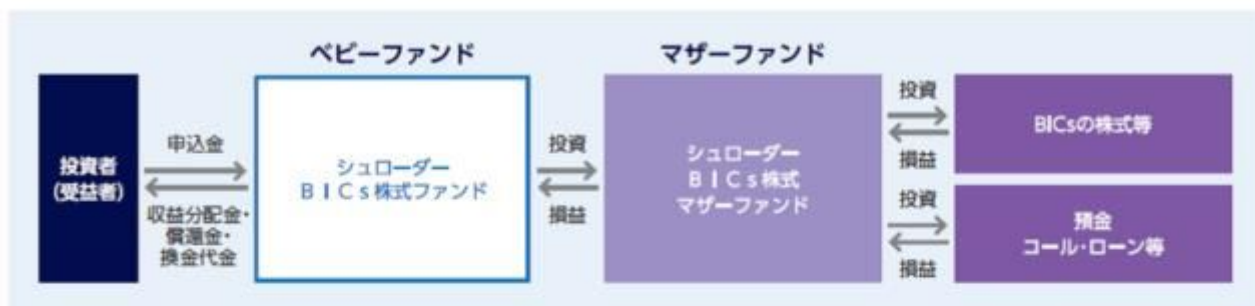 ベビーファンド
マザーファンド
投資者
(受益者)
申込金
収益分配金・
償還金・
換金代金
シュローダー
BICs株式ファンド
投資
損益
シュローダー
BICs株式
マザーファンド
投資
損益
BICsの株式等
投資
損益
預金
コール・ローン等